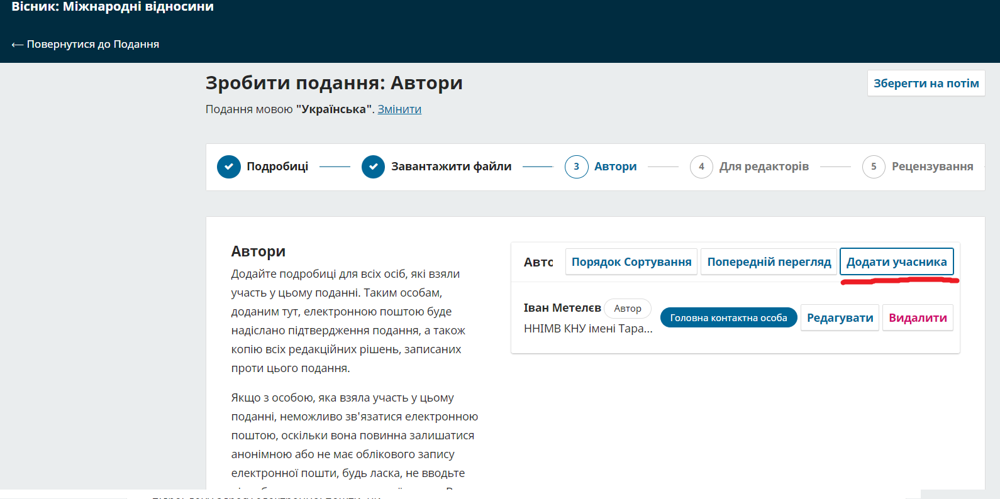 Вісник: Міжнародні відносини
← Повернутися до Подання
Зробити подання: Автори
Зберегти на потім
Подання мовою "Українська". Змінити
Подробиці
Завантажити файли
3 Автори
4 Для редакторів
5 Рецензування
Автори
Додайте подробиці для всіх осіб, які взяли
участь у цьому поданні. Таким особам,
доданим тут, електронною поштою буде
надіслано підтвердження подання, а також
копію всіх редакційних рішень, записаних
проти цього подання.
Якщо з особою, яка взяла участь у цьому
поданні, неможливо зв'язатися електронною
поштою, оскільки вона повинна залишатися
анонімною або не має облікового запису
електронної пошти, будь ласка, не вводьте
Авто
Порядок Сортування
Попередній перегляд
Додати учасника
Іван Метелєв Автор
ННІМВ КНУ імені Тара...
Головна контактна особа
Редагувати
Видалити